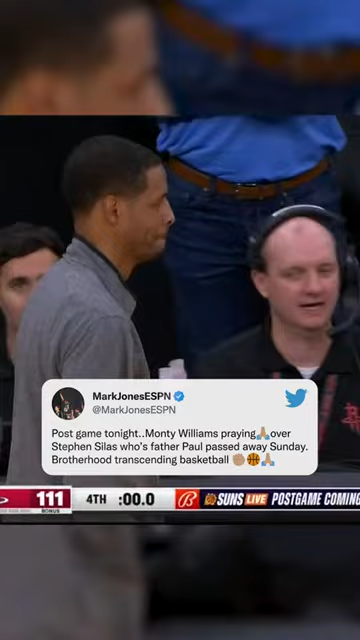 MarkJonesESPN
@MarkJonesESPN
Post game tonight..Monty Williams praying🙏🏽over
Stephen Silas who's father Paul passed away Sunday.
Brotherhood transcending basketball ✊🏽🏀🙏🏽
111
BONUS
4TH :00.0
SUNS LIVE POSTGAME COMING